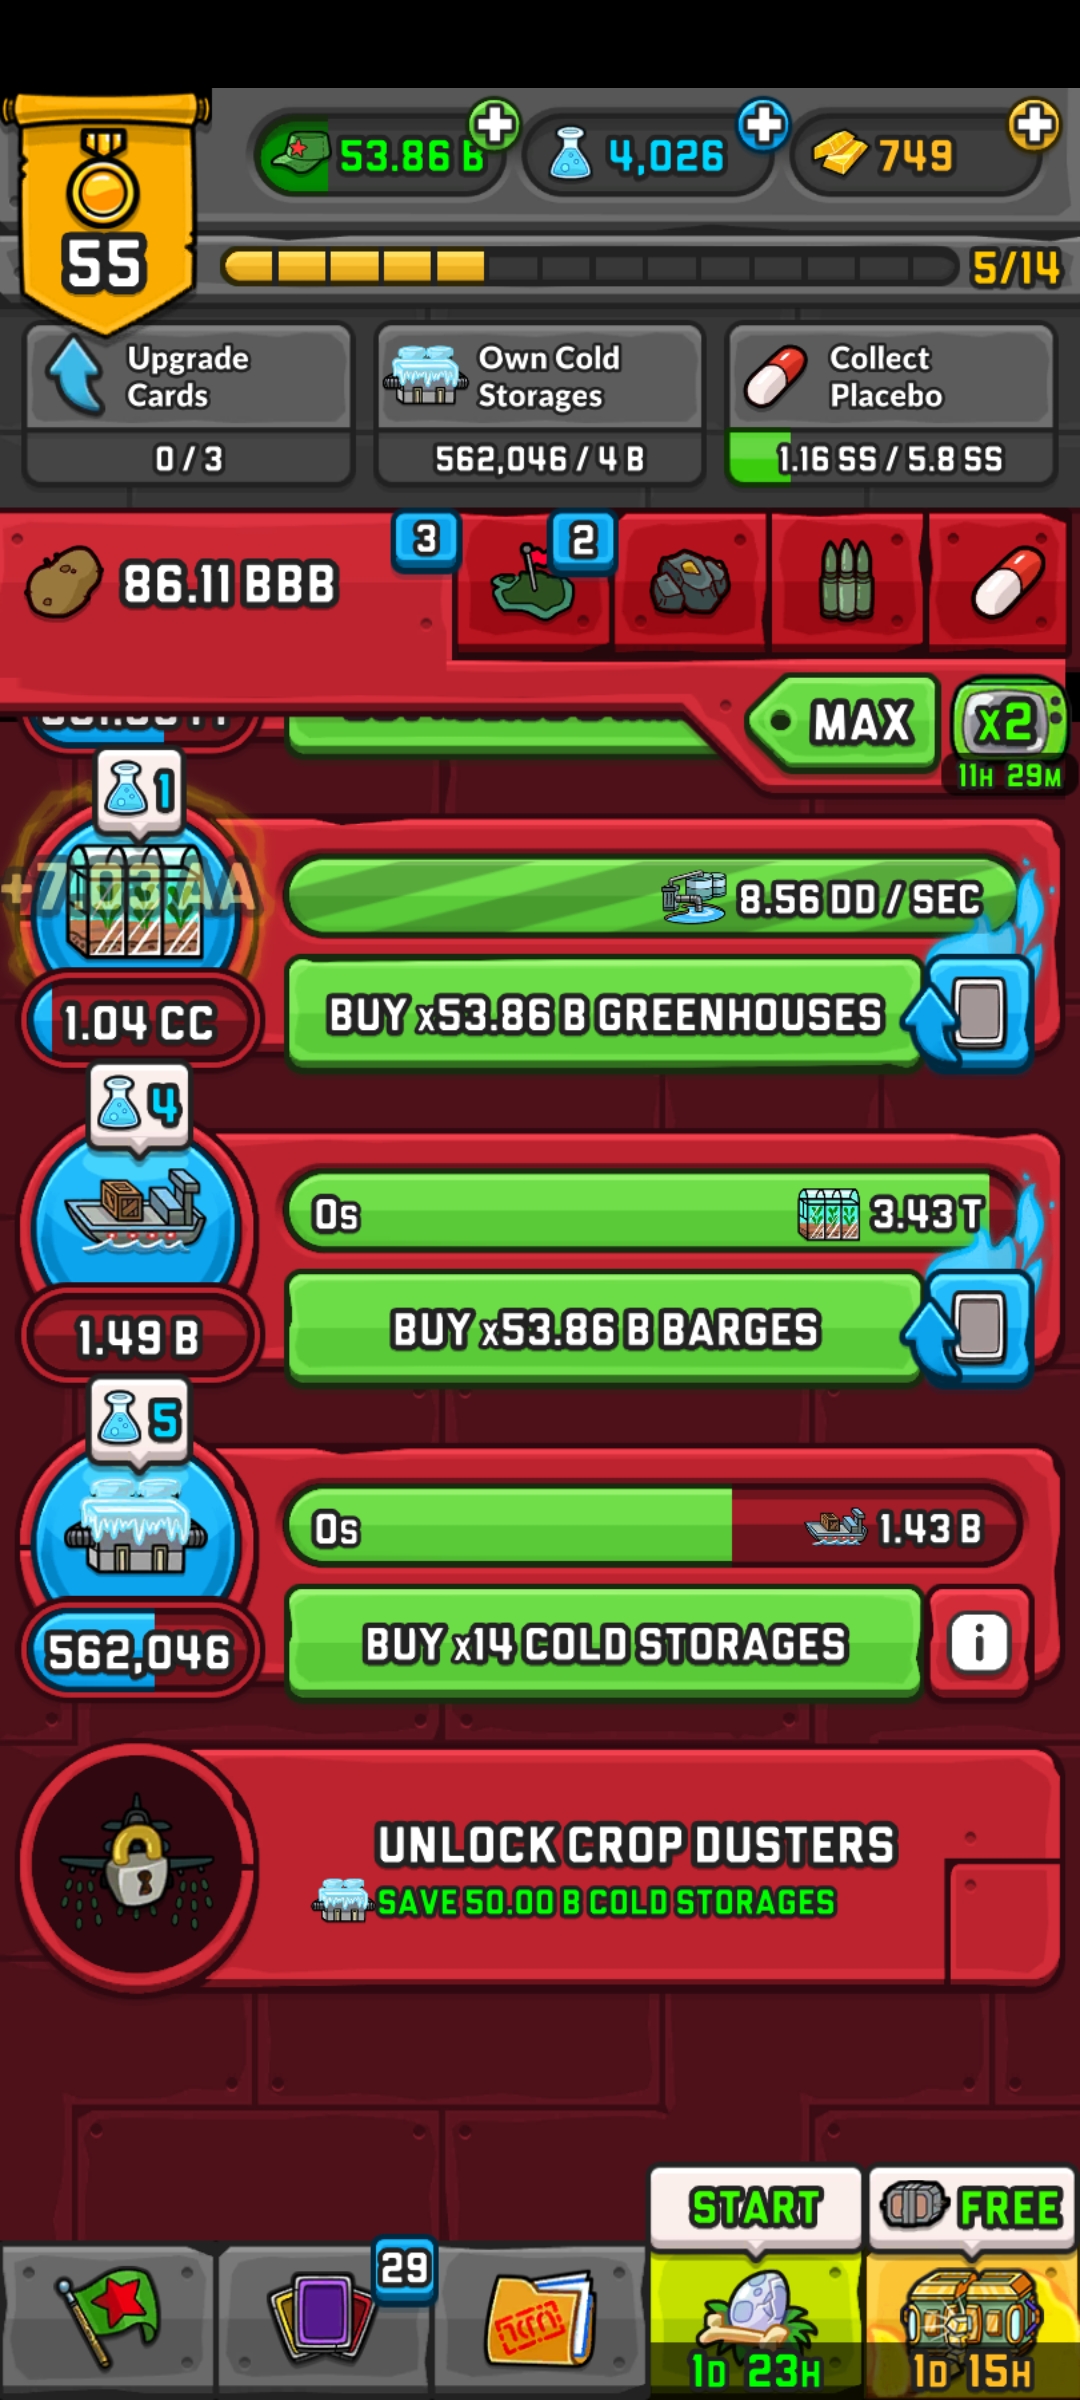 53.86 B
4,026
749
55
5/14
Upgrade
Cards
0 / 3
Own Cold
Storages
562,046 / 4 B
Collect
Placebo
1.16 SS / 5.8 SS
86.11 BBB
3
2
MAX
x2
11H 29M
1
+7.03 AA
8.56 DD / SEC
1.04 CC
BUY x53.86 B GREENHOUSES
4
0s
3.43 T
1.49 B
BUY x53.86 B BARGES
5
0s
1.43 B
562,046
BUY x14 COLD STORAGES
i
UNLOCK CROP DUSTERS
SAVE 50.00 B COLD STORAGES
START
FREE
29
1D 23H
1D 15H